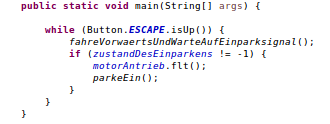 public static void main(String[] args) {
while (Button.ESCAPE.isUp()) {
fahreVorwaertsUndWarteAufEinparksignal();
if (zustandDesEinparkens != -1) {
motorAntrieb.flt();
parkeEin();
}
}
}